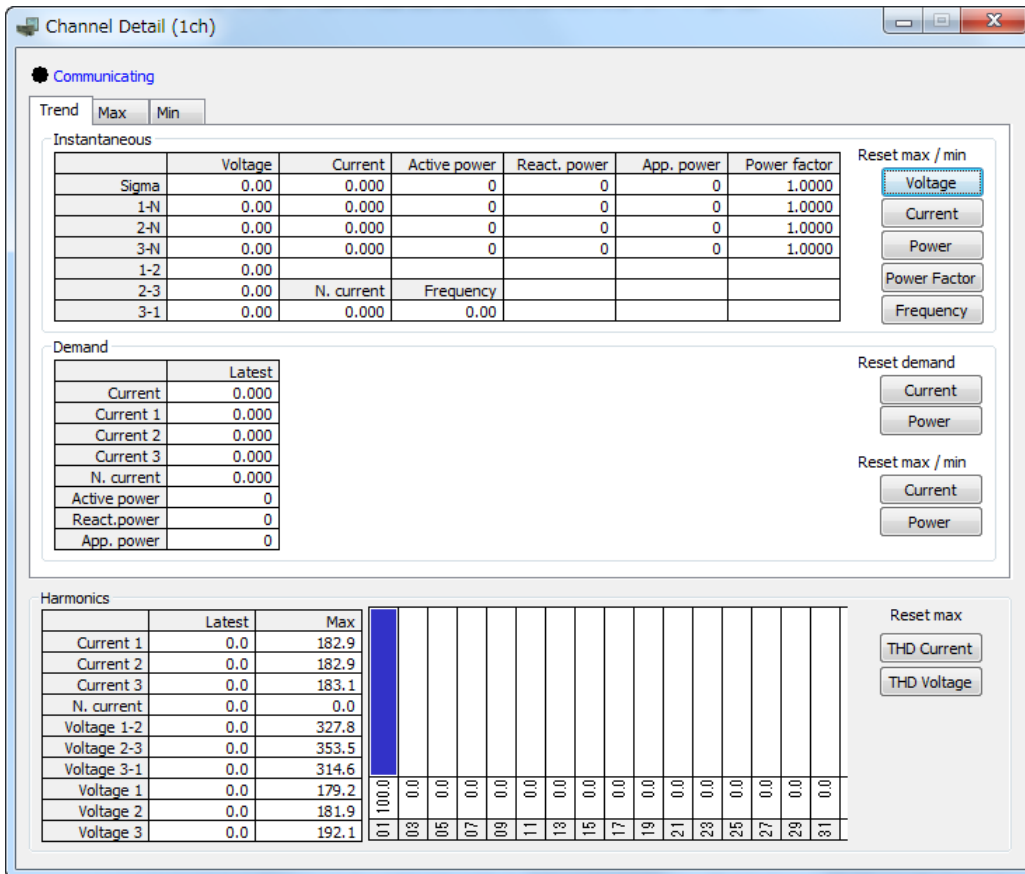 Channel Detail (1ch)
Communicating
Trend Max Min
Instantaneous
Voltage Current Active power React. power App. power Power factor
Sigma 0.00 0.000 0 0 0 1.0000
1-N 0.00 0.000 0 0 0 1.0000
2-N 0.00 0.000 0 0 0 1.0000
3-N 0.00 0.000 0 0 0 1.0000
1-2 0.00
2-3 0.00 N. current Frequency
3-1 0.00 0.000 0.00
Reset max / min
Voltage
Current
Power
Power Factor
Frequency
Demand
Latest
Current 0.000
Current 1 0.000
Current 2 0.000
Current 3 0.000
N. current 0.000
Active power 0
React.power 0
App. power 0
Reset demand
Current
Power
Reset max / min
Current
Power
Harmonics
Latest Max
Current 1 0.0 182.9
Current 2 0.0 182.9
Current 3 0.0 183.1
N. current 0.0 0.0
Voltage 1-2 0.0 327.8
Voltage 2-3 0.0 353.5
Voltage 3-1 0.0 314.6
Voltage 1 0.0 179.2
Voltage 2 0.0 181.9
Voltage 3 0.0 192.1
100.0 0.0 0.0 0.0 0.0 0.0 0.0 0.0 0.0 0.0 0.0 0.0 0.0 0.0 0.0 0.0
01 03 05 07 09 11 13 15 17 19 21 23 25 27 29 31
Reset max
THD Current
THD Voltage